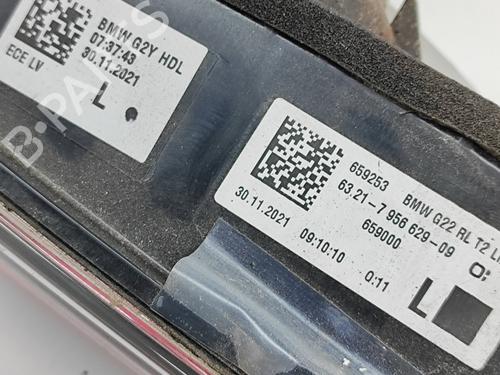 BMW G2Y HDL
07:37:43
30.11.2021
ECE LV
L
659253 BMW G22 RL T2
63.21-7 956 629-09
659000
30.11.2021 09:10:10 0:11
L
B-PARTS